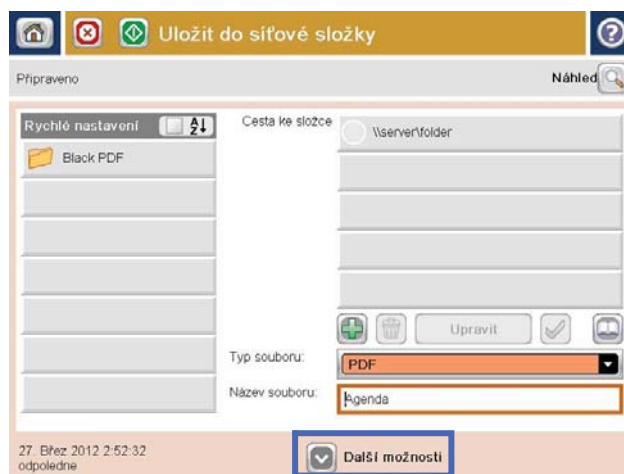 Uložit do síťové složky
Připraveno
Náhled
Rychlé nastavení
Cesta ke složce
\\server\folder
Black PDF
Upravit
Typ souboru:
PDF
Název souboru:
Agenda
27. Břez 2012 2:52:32
odpoledne
Další možnosti